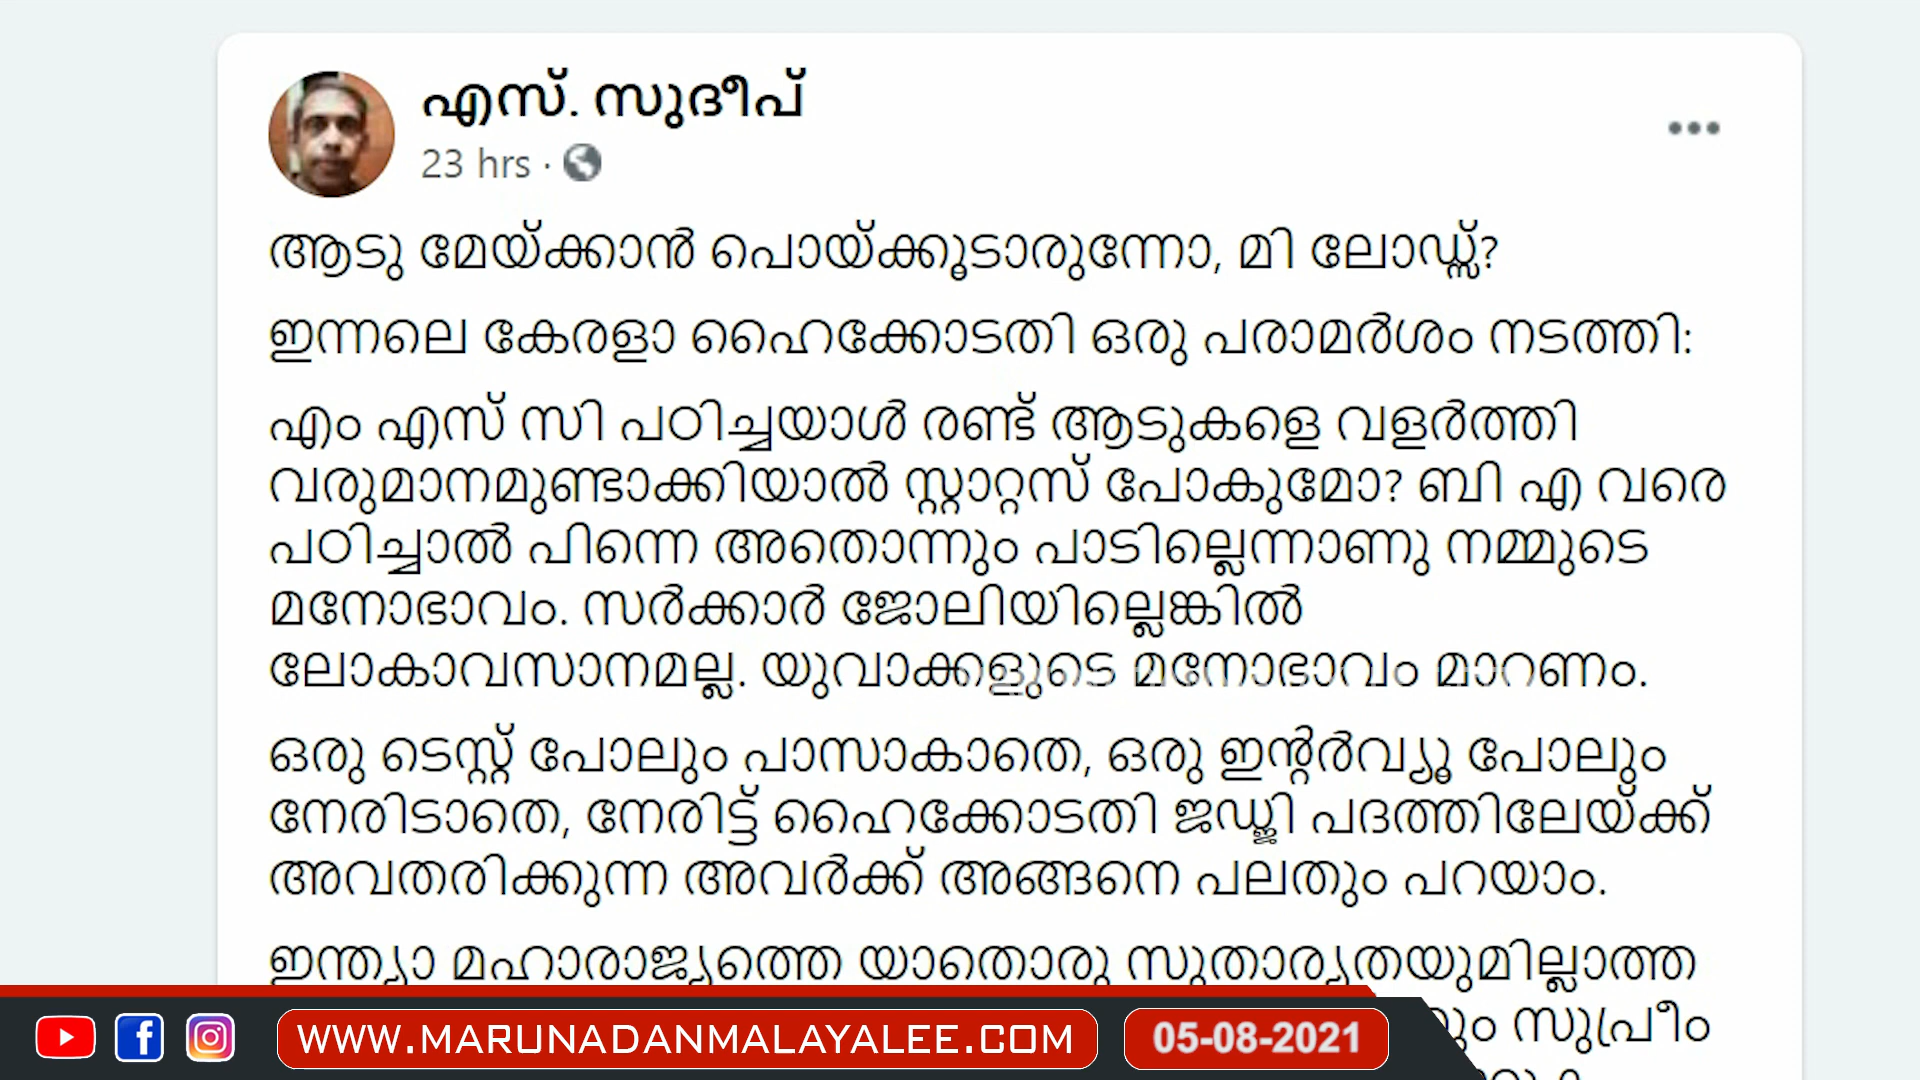 എസ്. സുദീപ്
23 hrs ·
ആടു മേയ്ക്കാൻ പൊയ്ക്കൂടാരുന്നോ, മി ലോഡ്സ്?
ഇന്നലെ കേരളാ ഹൈക്കോടതി ഒരു പരാമർശം നടത്തി:
എം എസ് സി പഠിച്ചയാൾ രണ്ട് ആടുകളെ വളർത്തി
വരുമാനമുണ്ടാക്കിയാൽ സ്റ്റാറ്റസ് പോകുമോ? ബി എ വരെ
പഠിച്ചാൽ പിന്നെ അതൊന്നും പാടില്ലെന്നാണു നമ്മുടെ
മനോഭാവം. സർക്കാർ ജോലിയില്ലെങ്കിൽ
ലോകാവസാനമല്ല. യുവാക്കളുടെ മനോഭാവം മാറണം.
ഒരു ടെസ്റ്റ് പോലും പാസാകാതെ, ഒരു ഇന്റർവ്യൂ പോലും
നേരിടാതെ, നേരിട്ട് ഹൈക്കോടതി ജഡ്ജി പദത്തിലേയ്ക്ക്
അവതരിക്കുന്ന അവർക്ക് അങ്ങനെ പലതും പറയാം.
ഇന്ത്യാ മഹാരാജ്യത്തെ യാതൊരു സുതാര്യതയുമില്ലാത്ത
സുപ്രീം
WWW.MARUNADANMALAYALEE.COM
05-08-2021